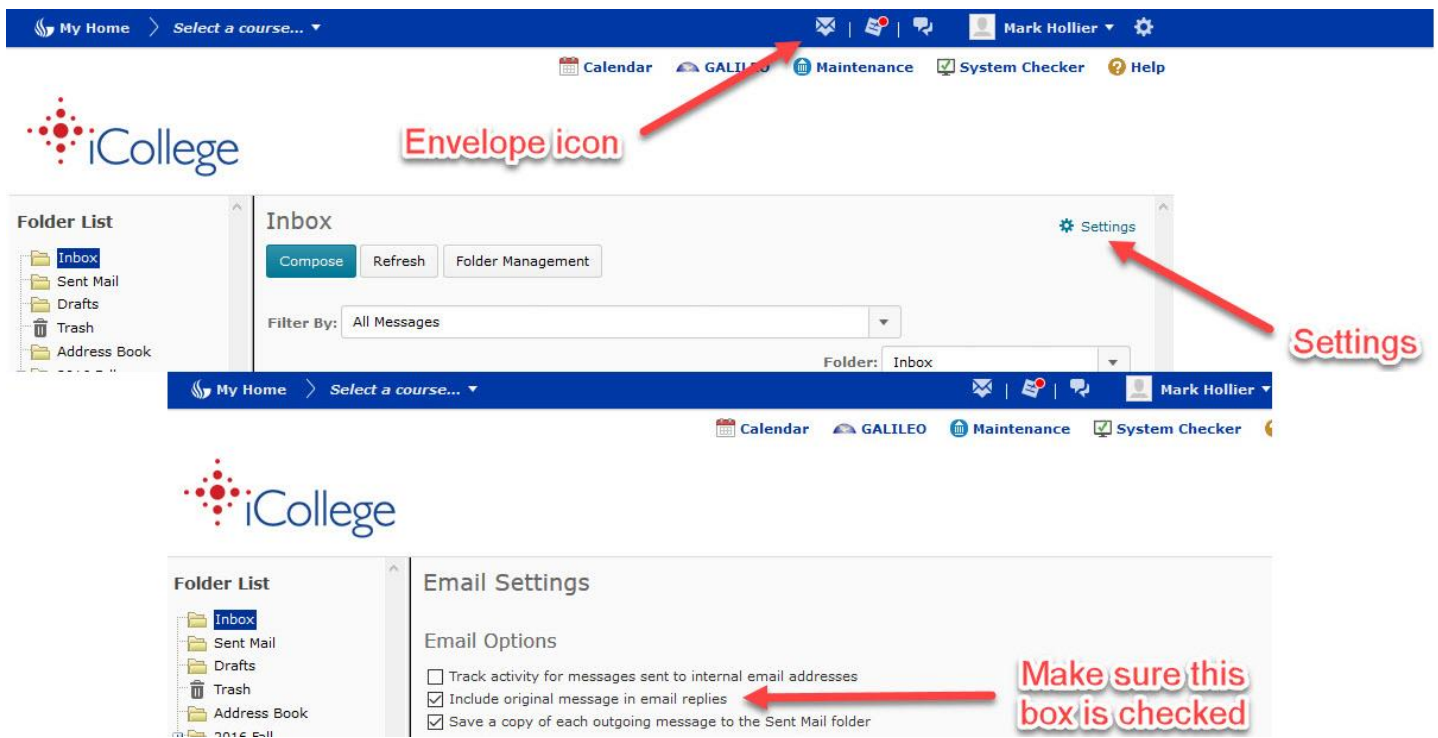 My Home
Select a course...
Mark Hollier
Calendar
GALILEO
Maintenance
System Checker
Help
iCollege
Envelope icon
Folder List
Inbox
Sent Mail
Drafts
Trash
Address Book
Inbox
Settings
Compose
Refresh
Folder Management
Filter By: All Messages
Folder: Inbox
Settings
My Home
Select a course...
Mark Hollier
Calendar
GALILEO
Maintenance
System Checker
iCollege
Folder List
Inbox
Sent Mail
Drafts
Trash
Address Book
2016 Fall
Email Settings
Email Options
Track activity for messages sent to internal email addresses
Include original message in email replies
Save a copy of each outgoing message to the Sent Mail folder
Make sure this
box is checked